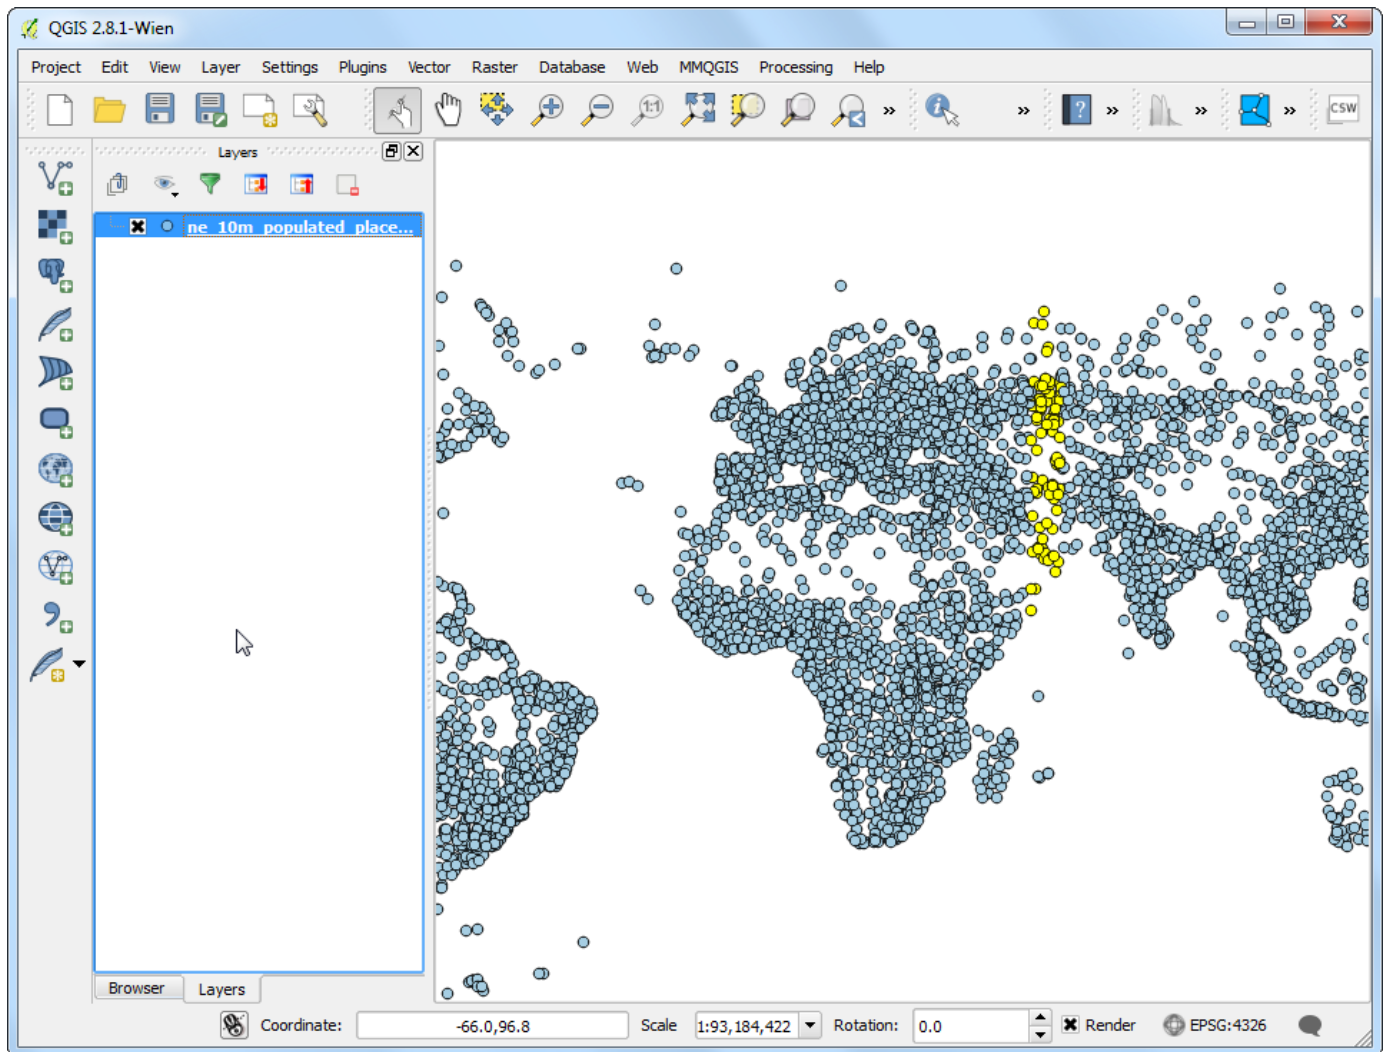 QGIS 2.8.1-Wien
Project Edit View Layer Settings Plugins Vector Raster Database Web MMQGIS Processing Help
1:1 » » ? » » » CSW
Layers
ne_10m_populated_place...
Browser Layers
Coordinate: -66.0,96.8 Scale 1:93,184,422 Rotation: 0.0 Render EPSG:4326